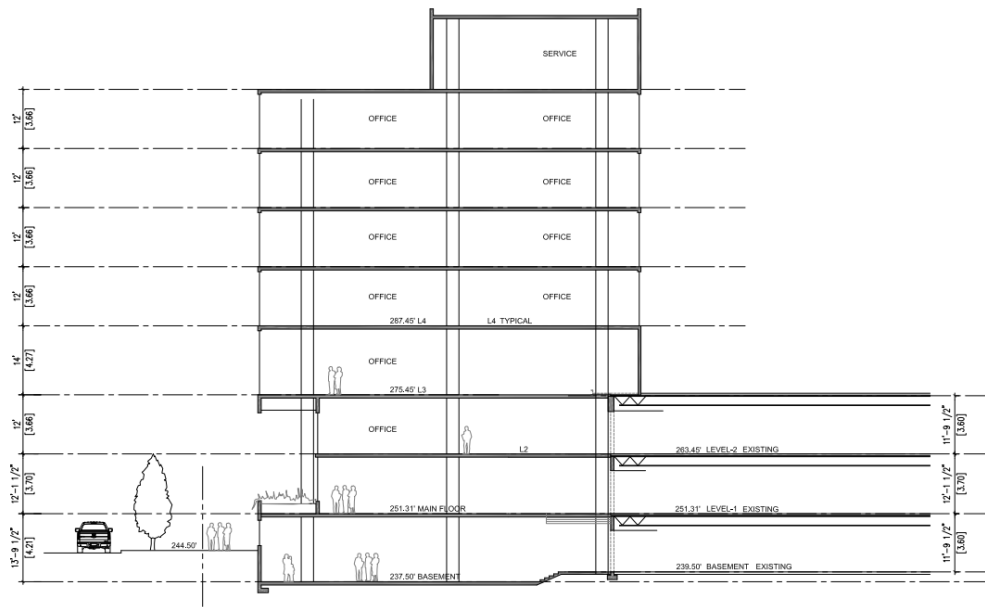 SERVICE
12'
[3.66]
OFFICE OFFICE
12'
[3.66]
OFFICE OFFICE
12'
[3.66]
OFFICE OFFICE
12'
[3.66]
OFFICE OFFICE
287.45' L4 L4 TYPICAL
14'
[4.27]
OFFICE
275.45' L3
12'
[3.66]
OFFICE
11'-9 1/2"
[3.60]
L2
263.45' LEVEL-2 EXISTING
12'-1 1/2"
[3.70]
12'-1 1/2"
[3.70]
251.31' MAIN FLOOR
251.31' LEVEL-1 EXISTING
13'-9 1/2"
[4.21]
244.50'
11'-9 1/2"
[3.60]
237.50' BASEMENT
239.50' BASEMENT EXISTING